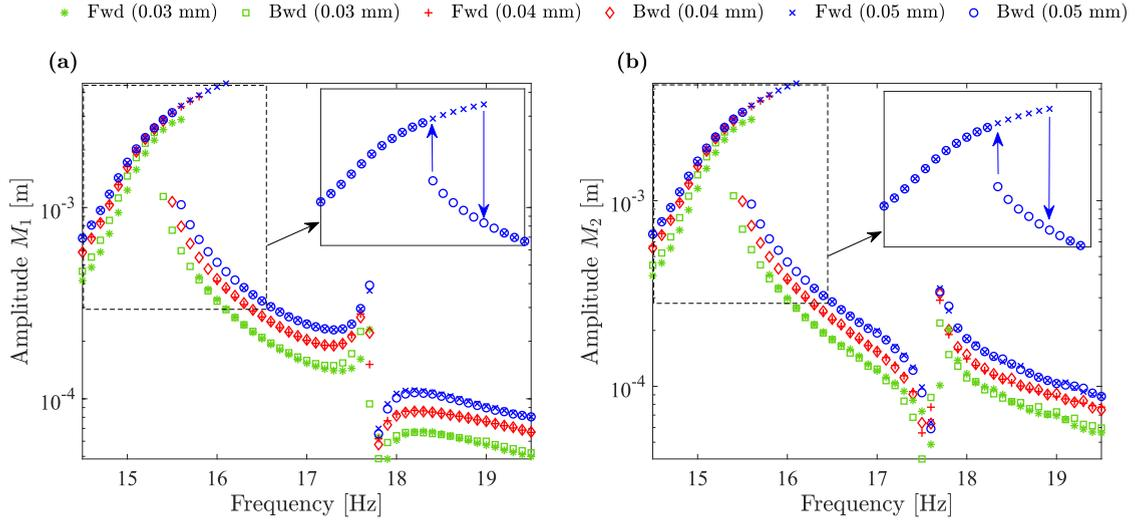 Fwd (0.03 mm) Bwd (0.03 mm) Fwd (0.04 mm) Bwd (0.04 mm) Fwd (0.05 mm) Bwd (0.05 mm)
(a)
Amplitude M₁ [m]
10⁻³
10⁻⁴
15 16 17 18 19
Frequency [Hz]
(b)
Amplitude M₂ [m]
10⁻³
10⁻⁴
15 16 17 18 19
Frequency [Hz]